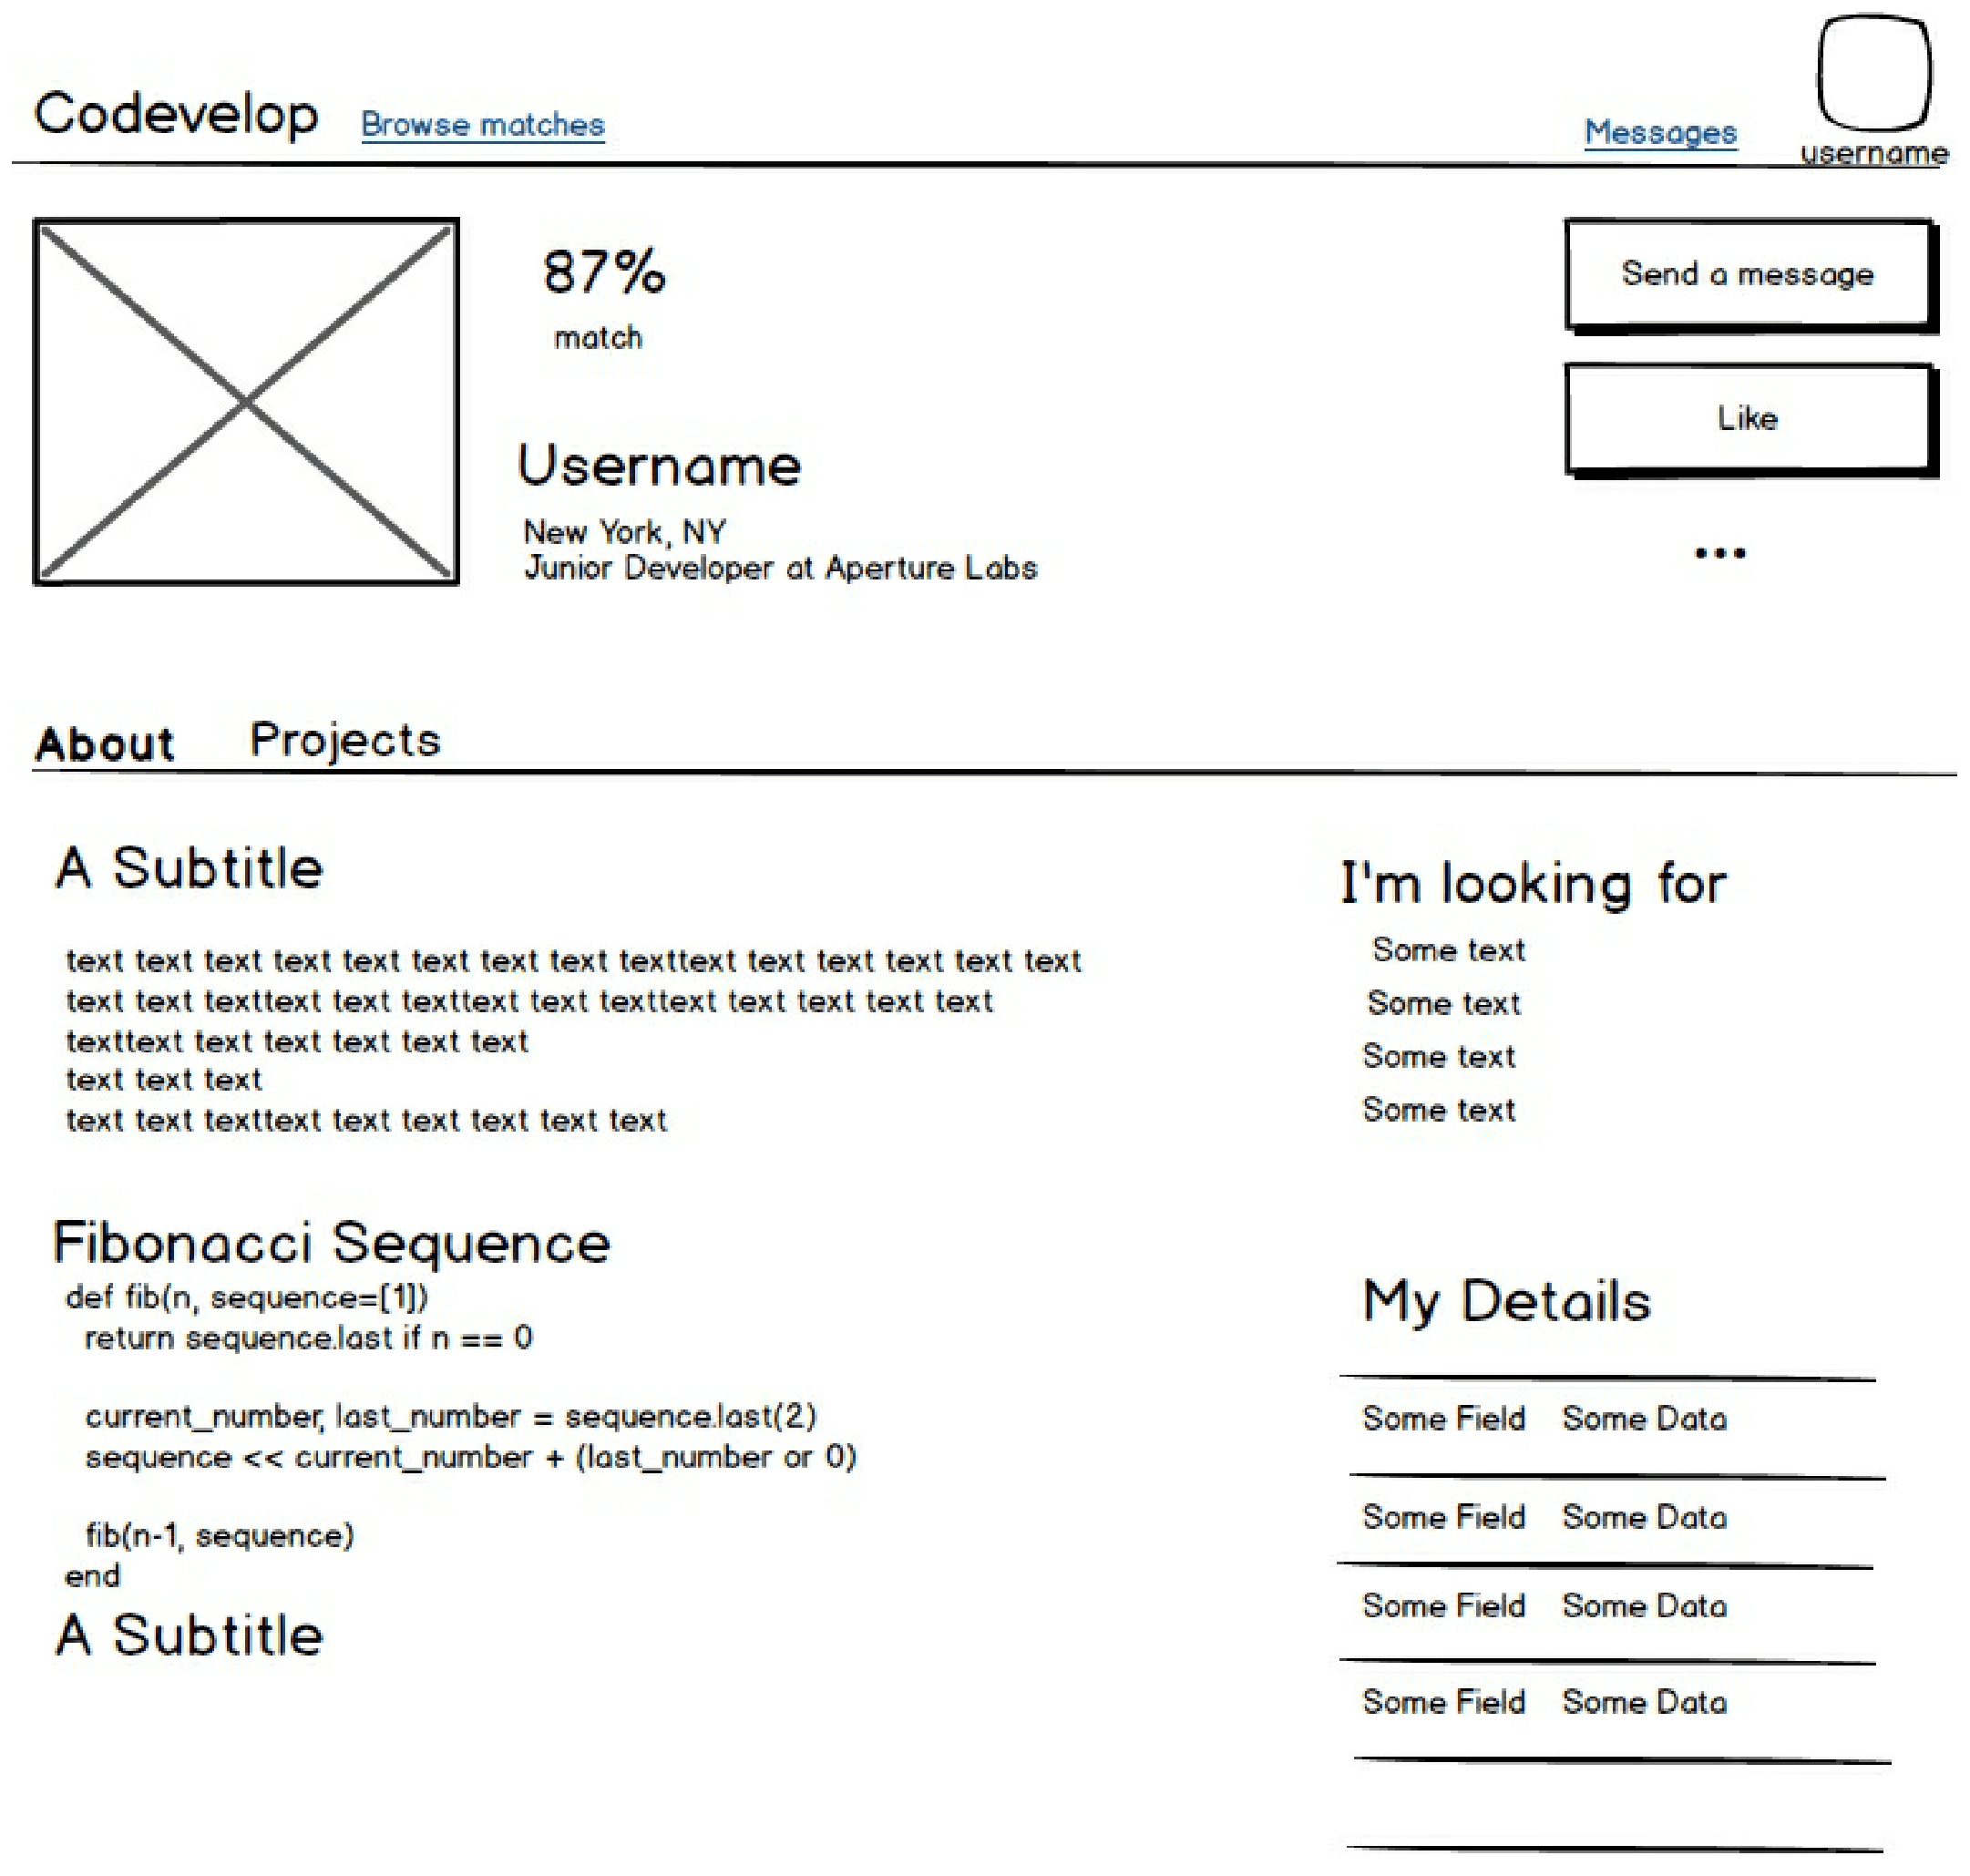 Codevelop Browse matches Messages
username
87%
match
Send a message
Like
Username
New York, NY
Junior Developer at Aperture Labs
...
About Projects
A Subtitle
text text text text text text text text texttext text text text text text
text text texttext text texttext text texttext text text text text
texttext text text text text text
text text text
text text texttext text text text text text
Fibonacci Sequence
def fib(n, sequence=[1])
  return sequence.last if n == 0
  current_number, last_number = sequence.last(2)
  sequence << current_number + (last_number or 0)
  fib(n-1, sequence)
end
A Subtitle
I'm looking for
Some text
Some text
Some text
Some text
My Details
Some Field Some Data
Some Field Some Data
Some Field Some Data
Some Field Some Data